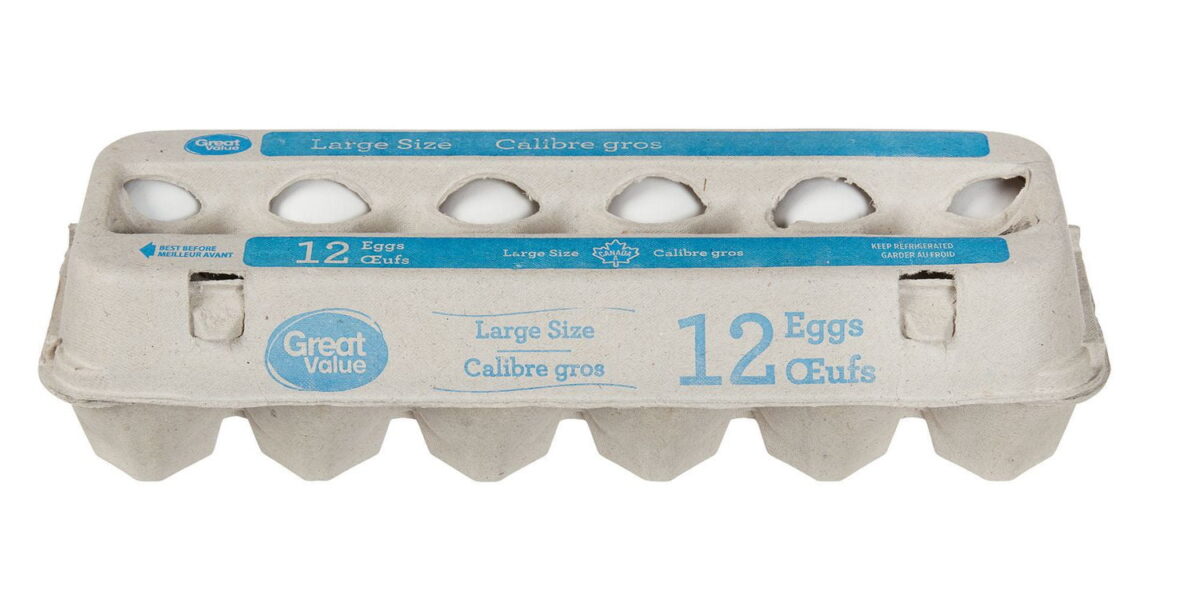 Great Value
Large Size Calibre gros
BEST BEFORE
MEILLEUR AVANT
12 Eggs
Œufs
Large Size CANADA Calibre gros
KEEP REFRIGERATED
GARDER AU FROID
Great
Value
Large Size
Calibre gros
12 Eggs
Œufs